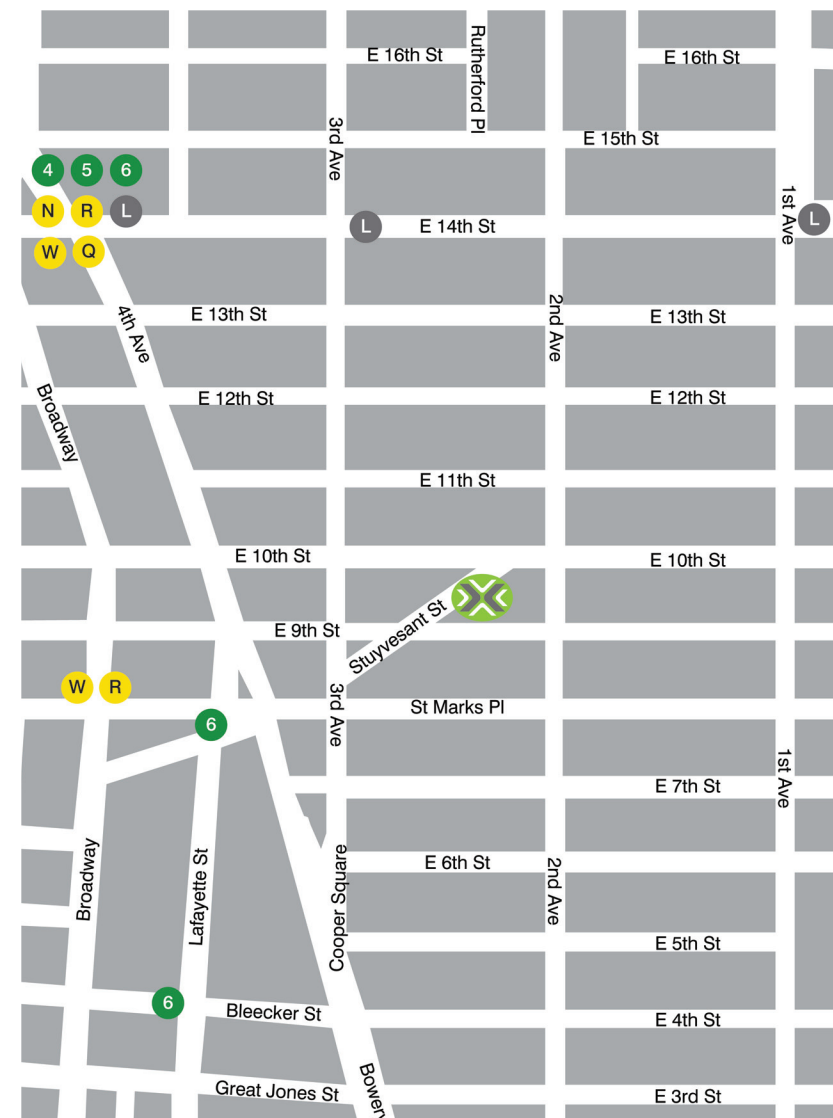 E 16th St
Rutherford Pl
E 16th St
3rd Ave
E 15th St
4 5 6
N R L
1st Ave
L
E 14th St
L
W Q
E 13th St
4th Ave
2nd Ave
E 13th St
Broadway
E 12th St
E 12th St
E 11th St
E 10th St
E 10th St
Stuyvesant St
E 9th St
W R
3rd Ave
St Marks Pl
6
1st Ave
E 7th St
Broadway
Lafayette St
Cooper Square
E 6th St
2nd Ave
E 5th St
6
Bleecker St
E 4th St
Great Jones St
Bowery
E 3rd St